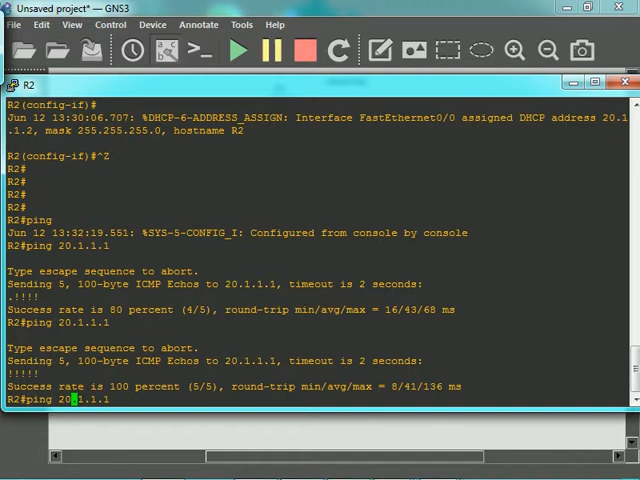 Unsaved project* — GNS3
File Edit View Control Device Annotate Tools Help
R2
R2(config-if)#
Jun 12 13:30:06.707: %DHCP-6-ADDRESS_ASSIGN: Interface FastEthernet0/0 assigned DHCP address 20.1
.1.2, mask 255.255.255.0, hostname R2
R2(config-if)#^Z
R2#
R2#
R2#
R2#
R2#ping
Jun 12 13:32:19.551: %SYS-5-CONFIG_I: Configured from console by console
R2#ping 20.1.1.1
Type escape sequence to abort.
Sending 5, 100-byte ICMP Echos to 20.1.1.1, timeout is 2 seconds:
.!!!!
Success rate is 80 percent (4/5), round-trip min/avg/max = 16/43/68 ms
R2#ping 20.1.1.1
Type escape sequence to abort.
Sending 5, 100-byte ICMP Echos to 20.1.1.1, timeout is 2 seconds:
!!!!!
Success rate is 100 percent (5/5), round-trip min/avg/max = 8/41/136 ms
R2#ping 20.1.1.1